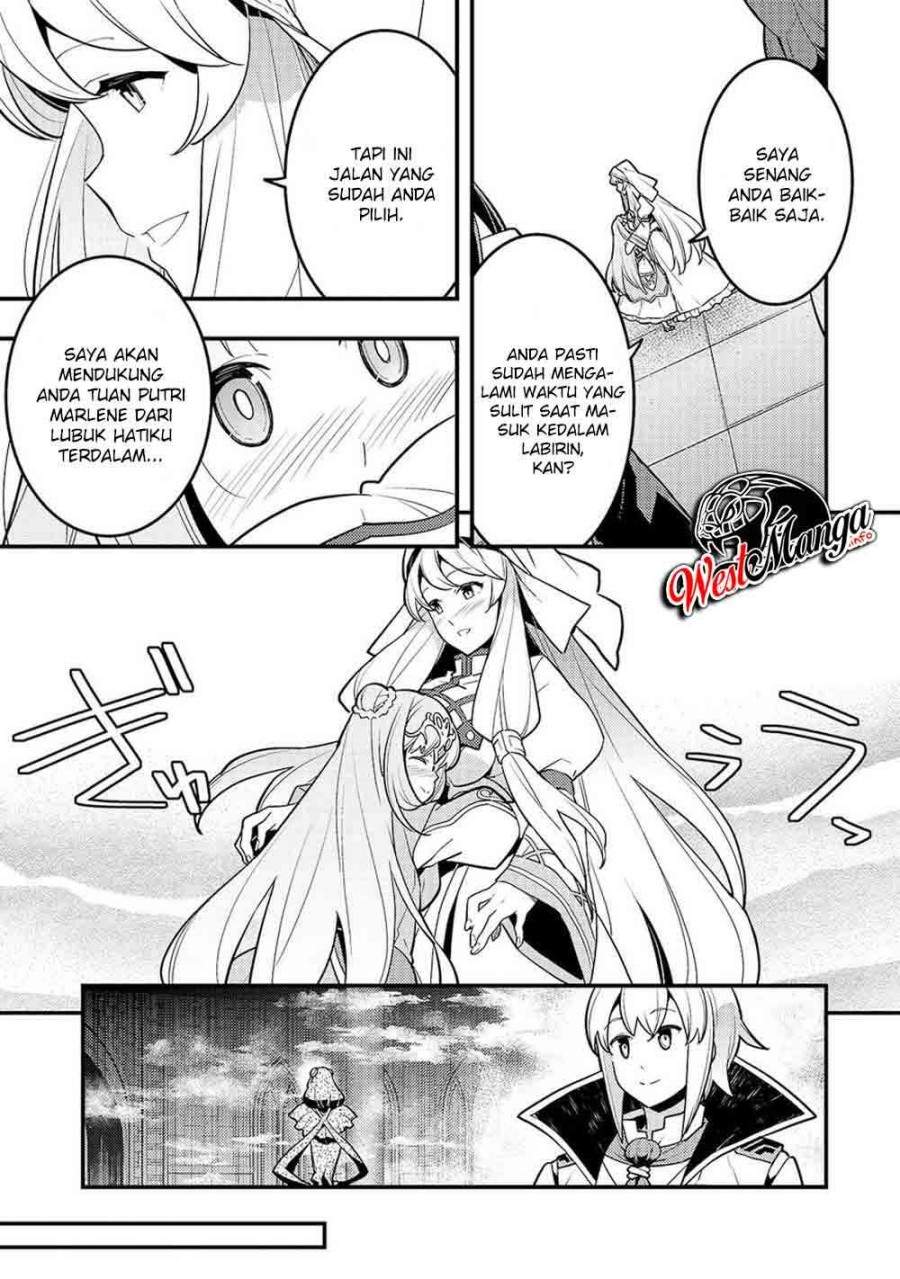 SAYA
SENANG
ANDA BAIK-
BAIK SAJA.
ANDA PASTI
SUDAH MENGA-
LAMI WAKTU YANG
SULIT SAAT MA-
SUK KEDALAM
LABIRIN,
KAN?
TAPI INI
JALAN YANG
SUDAH ANDA
PILIH.
SAYA AKAN
MENDUKUNG
ANDA TUAN PUTRI
MARLENE DARI
LUBUK HATIKU
TERDALAM...
WestManga
.info
ぎゅ